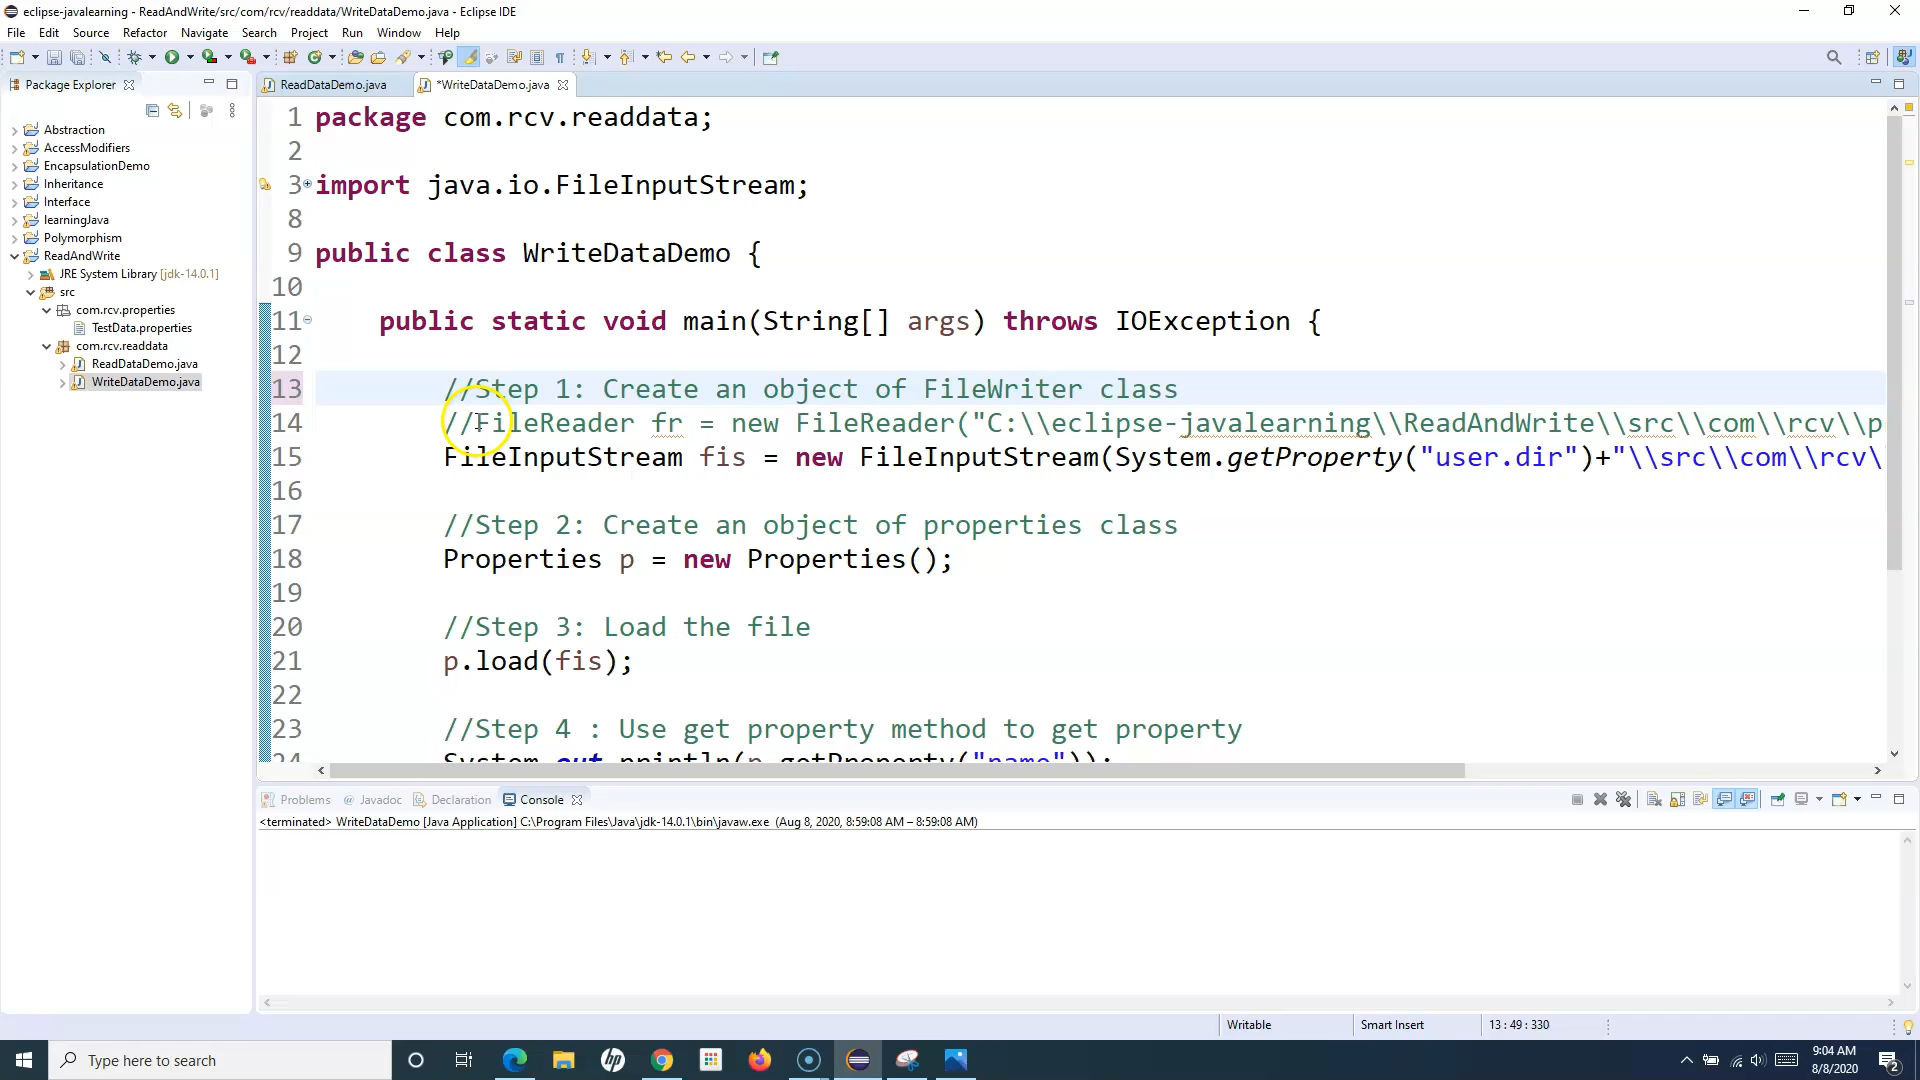 eclipse-javalearning - ReadAndWrite/src/com/rcv/readdata/WriteDataDemo.java - Eclipse IDE
File Edit Source Refactor Navigate Search Project Run Window Help
Package Explorer
ReadDataDemo.java *WriteDataDemo.java
Abstraction
AccessModifiers
EncapsulationDemo
Inheritance
Interface
learningJava
Polymorphism
ReadAndWrite
JRE System Library [jdk-14.0.1]
src
com.rcv.properties
TestData.properties
com.rcv.readdata
ReadDataDemo.java
WriteDataDemo.java
1 package com.rcv.readdata;
2
3 import java.io.FileInputStream;
8
9 public class WriteDataDemo {
10
11 public static void main(String[] args) throws IOException {
12
13 //Step 1: Create an object of FileWriter class
14 //FileReader fr = new FileReader("C:\\eclipse-javalearning\\ReadAndWrite\\src\\com\\rcv\\p
15 FileInputStream fis = new FileInputStream(System.getProperty("user.dir")+"\\src\\com\\rcv\
16
17 //Step 2: Create an object of properties class
18 Properties p = new Properties();
19
20 //Step 3: Load the file
21 p.load(fis);
22
23 //Step 4 : Use get property method to get property
24 System.out.println(p.getProperty("name"));
Problems @ Javadoc Declaration Console
<terminated> WriteDataDemo [Java Application] C:\Program Files\Java\jdk-14.0.1\bin\javaw.exe (Aug 8, 2020, 8:59:08 AM – 8:59:08 AM)
Writable Smart Insert 13 : 49 : 330
Type here to search
hp
9:04 AM
8/8/2020
2